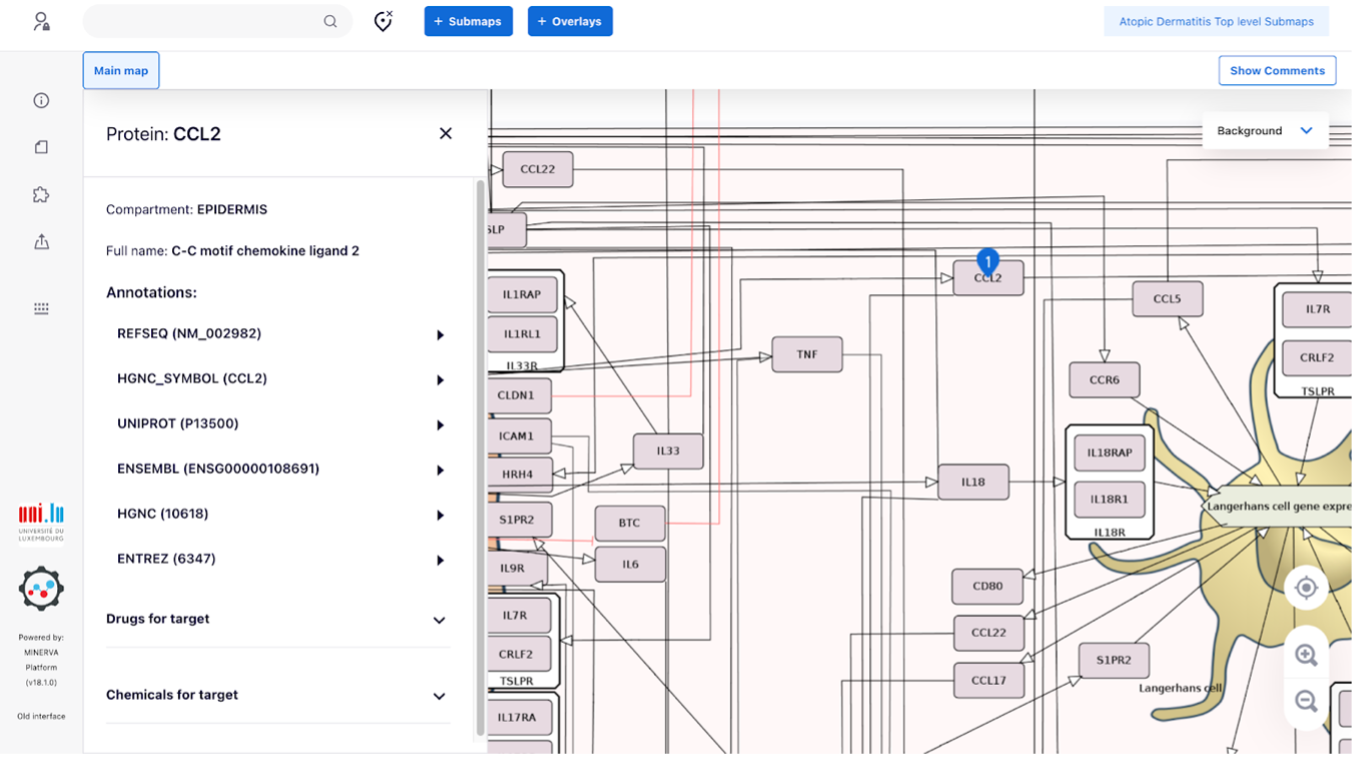 + Submaps
+ Overlays
Atopic Dermatitis Top level Submaps
Main map
Show Comments
Protein: CCL2
Compartment: EPIDERMIS
Full name: C-C motif chemokine ligand 2
Annotations:
REFSEQ (NM_002982)
HGNC_SYMBOL (CCL2)
UNIPROT (P13500)
ENSEMBL (ENSG00000108691)
HGNC (10618)
ENTREZ (6347)
Drugs for target
Chemicals for target
uni.lu
UNIVERSITÉ DU
LUXEMBOURG
Powered by:
MINERVA
Platform
(v18.1.0)
Old interface
Background
CCL22
SLP
IL1RAP
IL1RL1
IL33R
CLDN1
ICAM1
HRH4
S1PR2
IL9R
IL7R
CRLF2
TSLPR
IL17RA
IL33
BTC
IL6
TNF
1
CCL2
CCL5
CCR6
IL7R
CRLF2
TSLPR
IL18
IL18RAP
IL18R1
IL18R
Langerhans cell gene expre
CD80
CCL22
CCL17
S1PR2
Langerhans cell